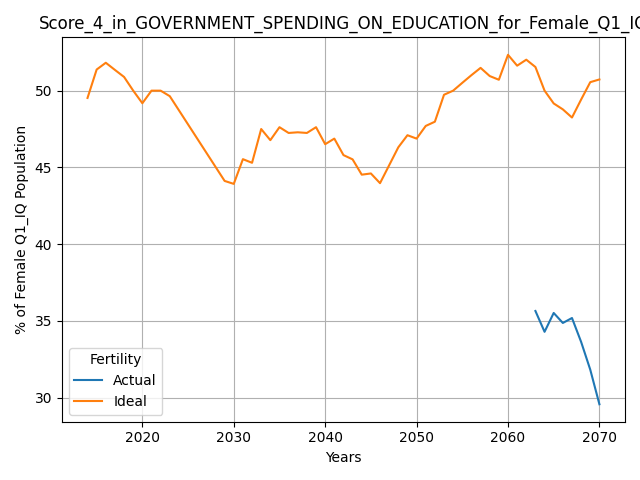 Score_4_in_GOVERNMENT_SPENDING_ON_EDUCATION_for_Female_Q1_IQ
% of Female Q1_IQ Population
50
45
40
35
30
Fertility
Actual
Ideal
2020 2030 2040 2050 2060 2070
Years